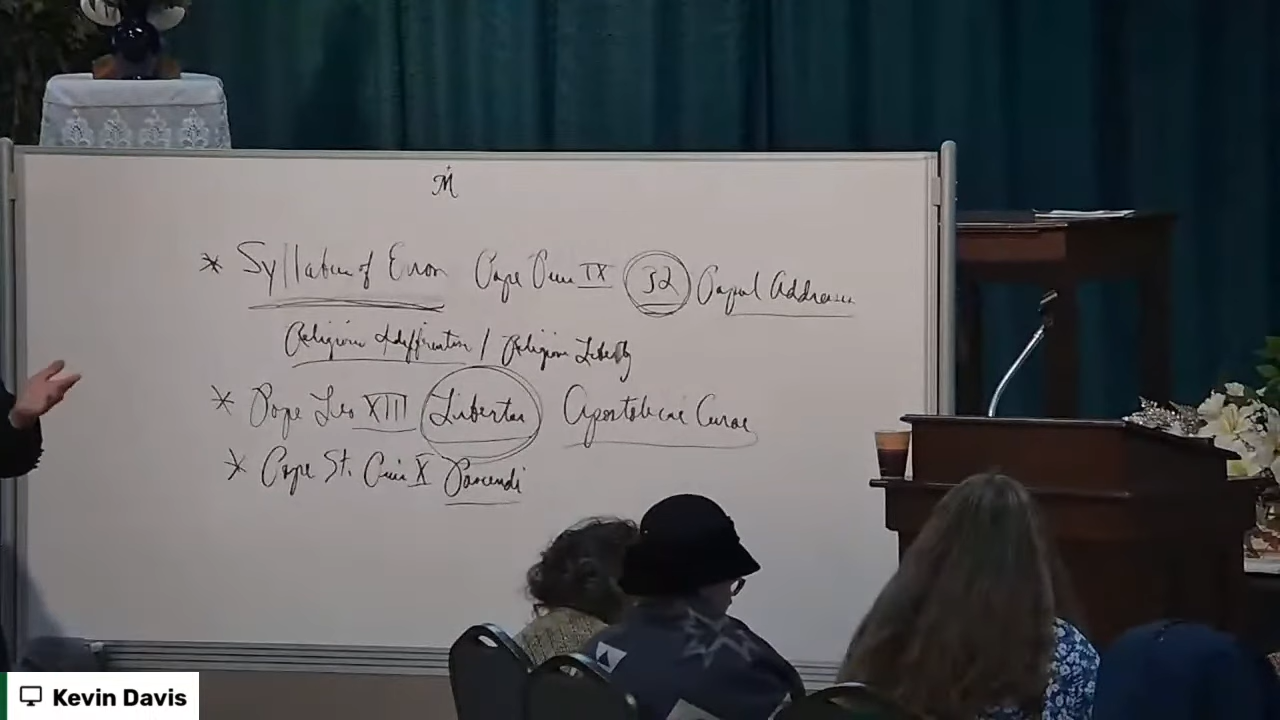 M
* Syllabus of Errors Pope Pius IX 32 Papal Addresses
Religious Indifferentism / Religious Liberty
* Pope Leo XIII Libertas Apostolicae Curae
* Pope St. Pius X Pascendi
Kevin Davis